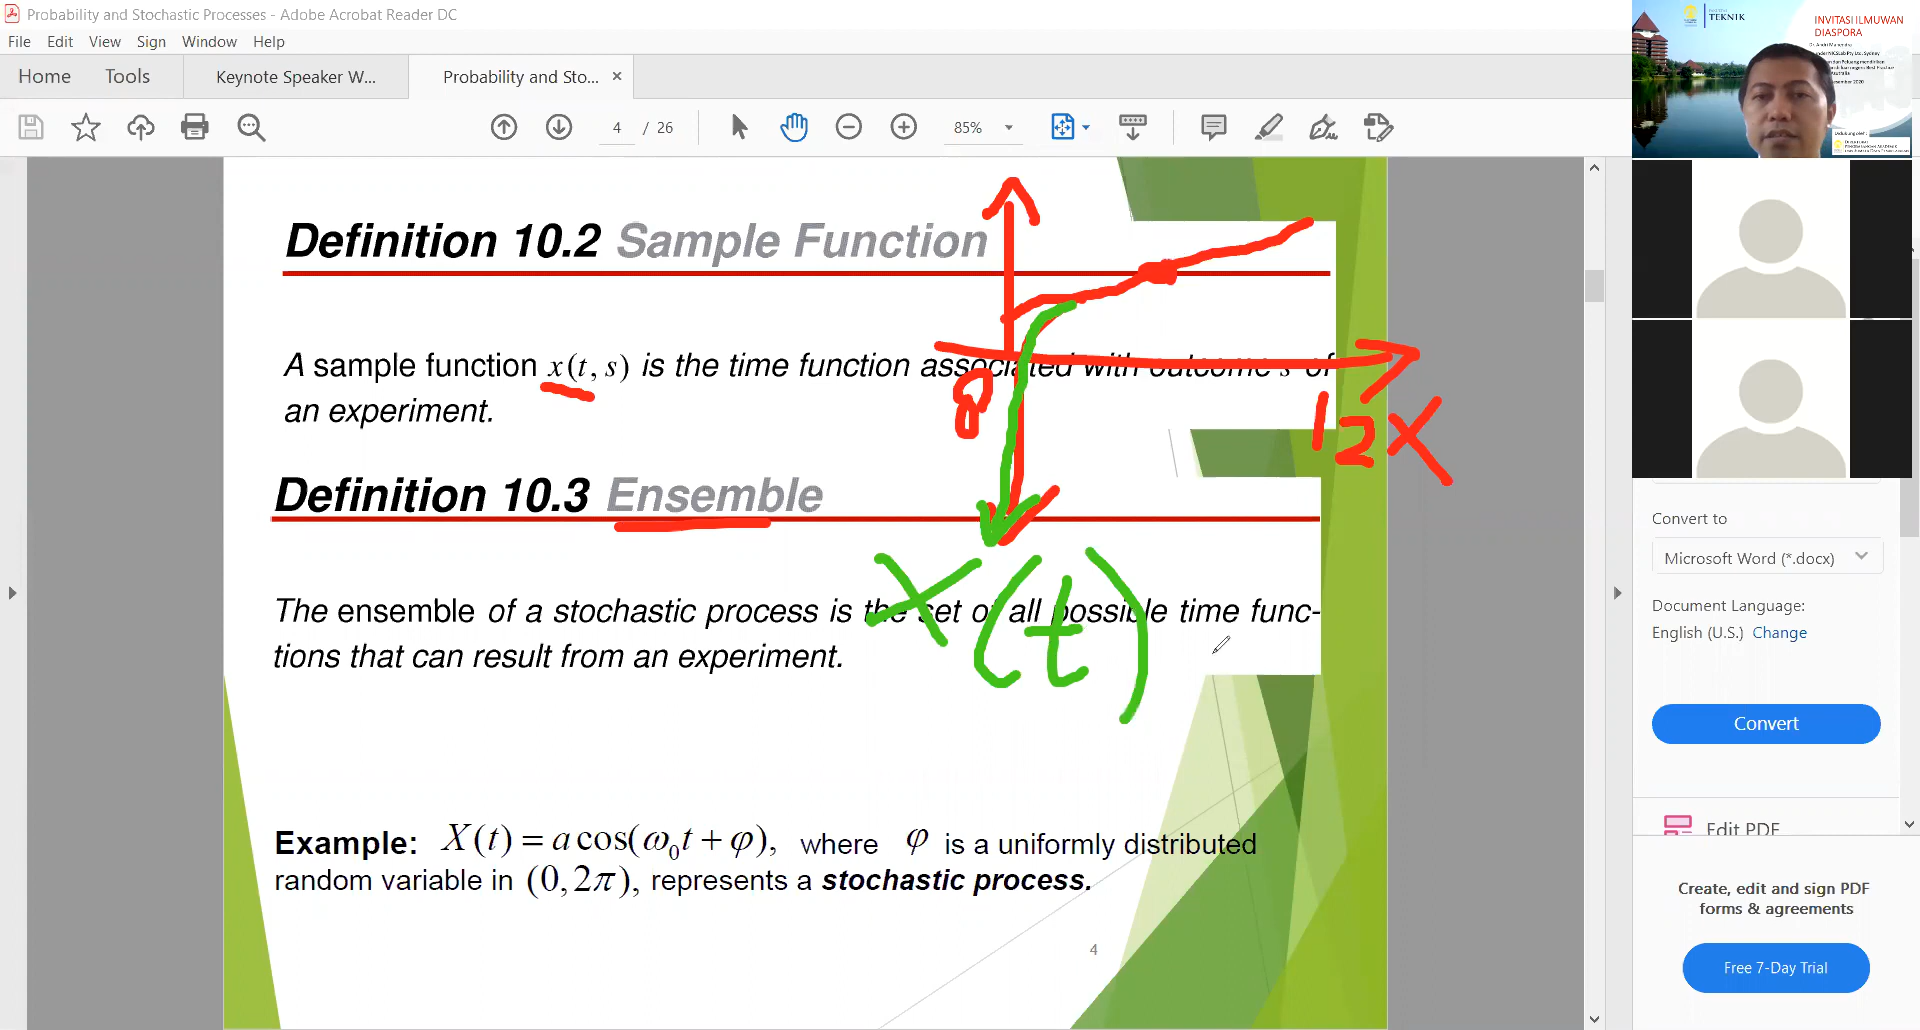 Probability and Stochastic Processes - Adobe Acrobat Reader DC
File Edit View Sign Window Help
Home Tools Keynote Speaker W... Probability and Sto... ×
4 / 26 85%
Definition 10.2 Sample Function
A sample function x(t, s) is the time function associated with outcome s of
an experiment.
8
12X
Definition 10.3 Ensemble
X(t)
The ensemble of a stochastic process is the set of all possible time func-
tions that can result from an experiment.
Example: X(t) = a cos(ω₀t + φ), where φ is a uniformly distributed
random variable in (0, 2π), represents a stochastic process.
4
TEKNIK
INVITASI ILMUWAN
DIASPORA
Convert to
Microsoft Word (*.docx)
Document Language:
English (U.S.) Change
Convert
Edit PDF
Create, edit and sign PDF
forms & agreements
Free 7-Day Trial